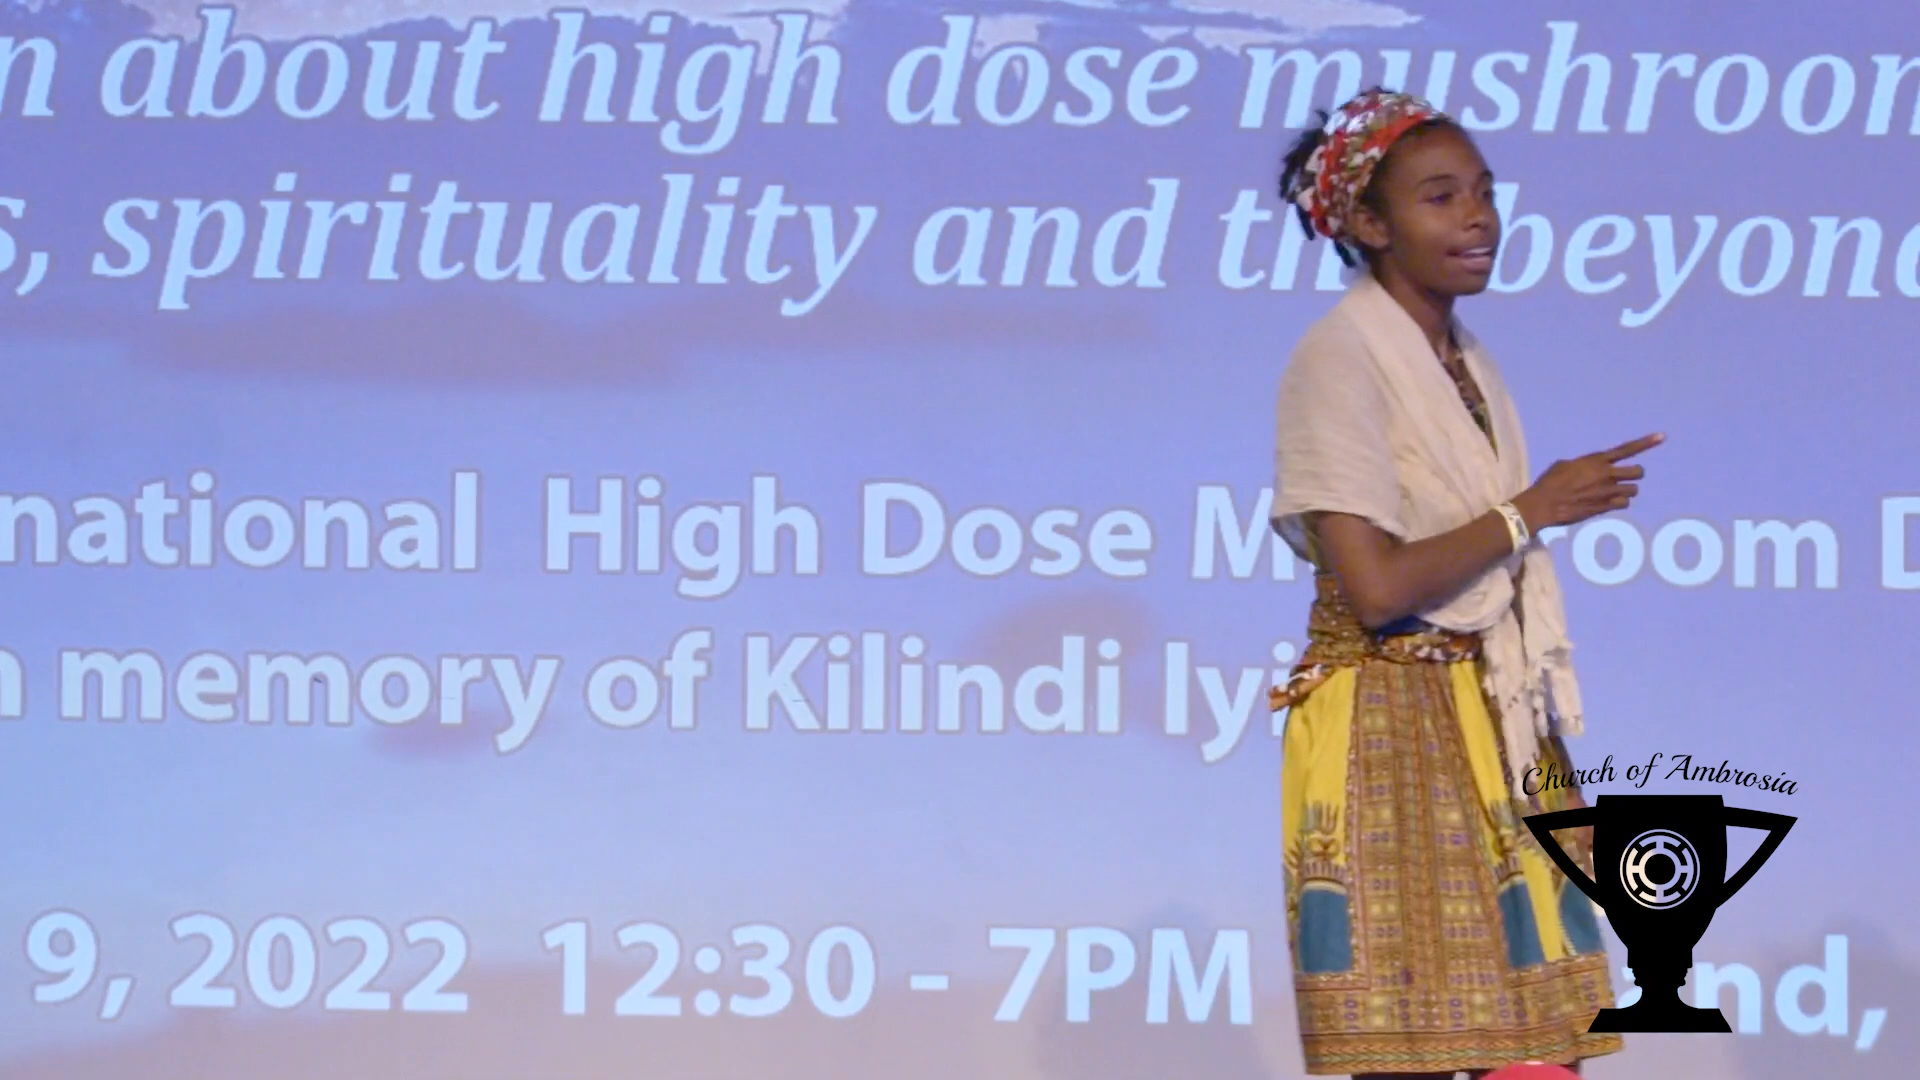 n about high dose mushroom
s, spirituality and th beyond
national High Dose M room D
n memory of Kilindi Iyi
9, 2022 12:30 - 7PM and,
Church of Ambrosia